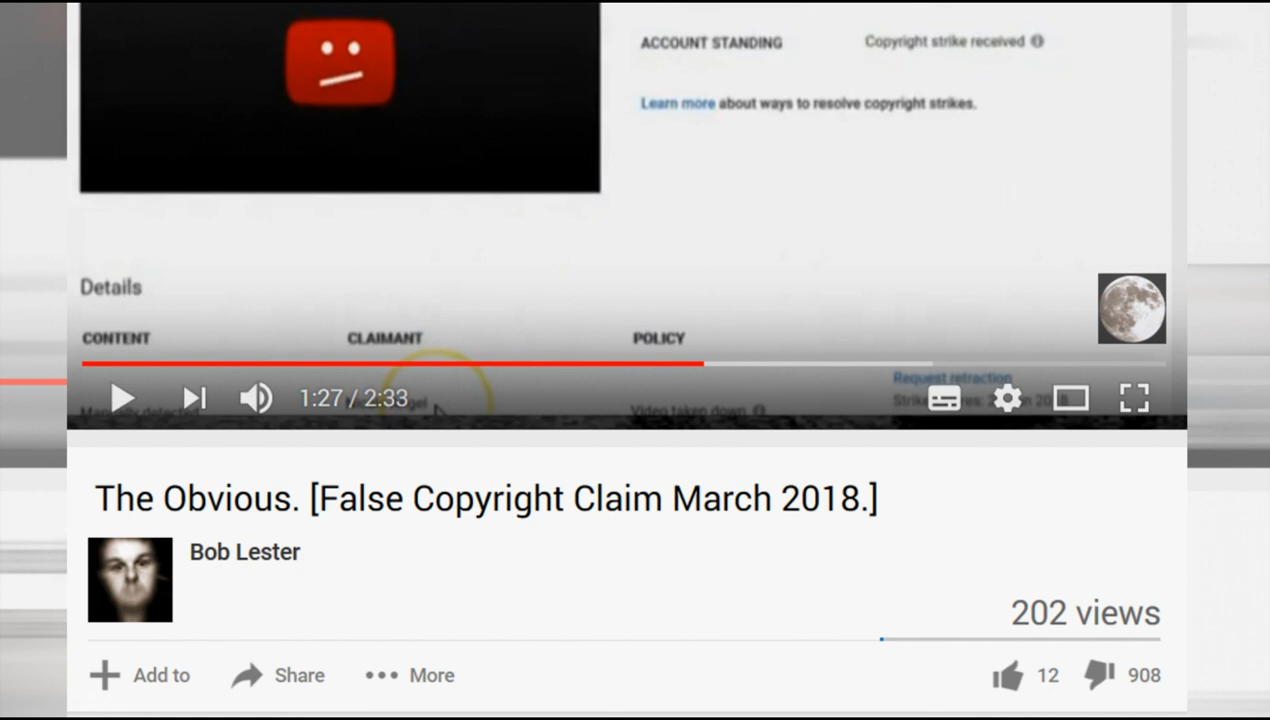 ACCOUNT STANDING Copyright strike received
Learn more about ways to resolve copyright strikes.
Details
CONTENT CLAIMANT POLICY
Request retraction
1:27 / 2:33
Manually detected Video taken down
The Obvious. [False Copyright Claim March 2018.]
Bob Lester
202 views
Add to Share More 12 908